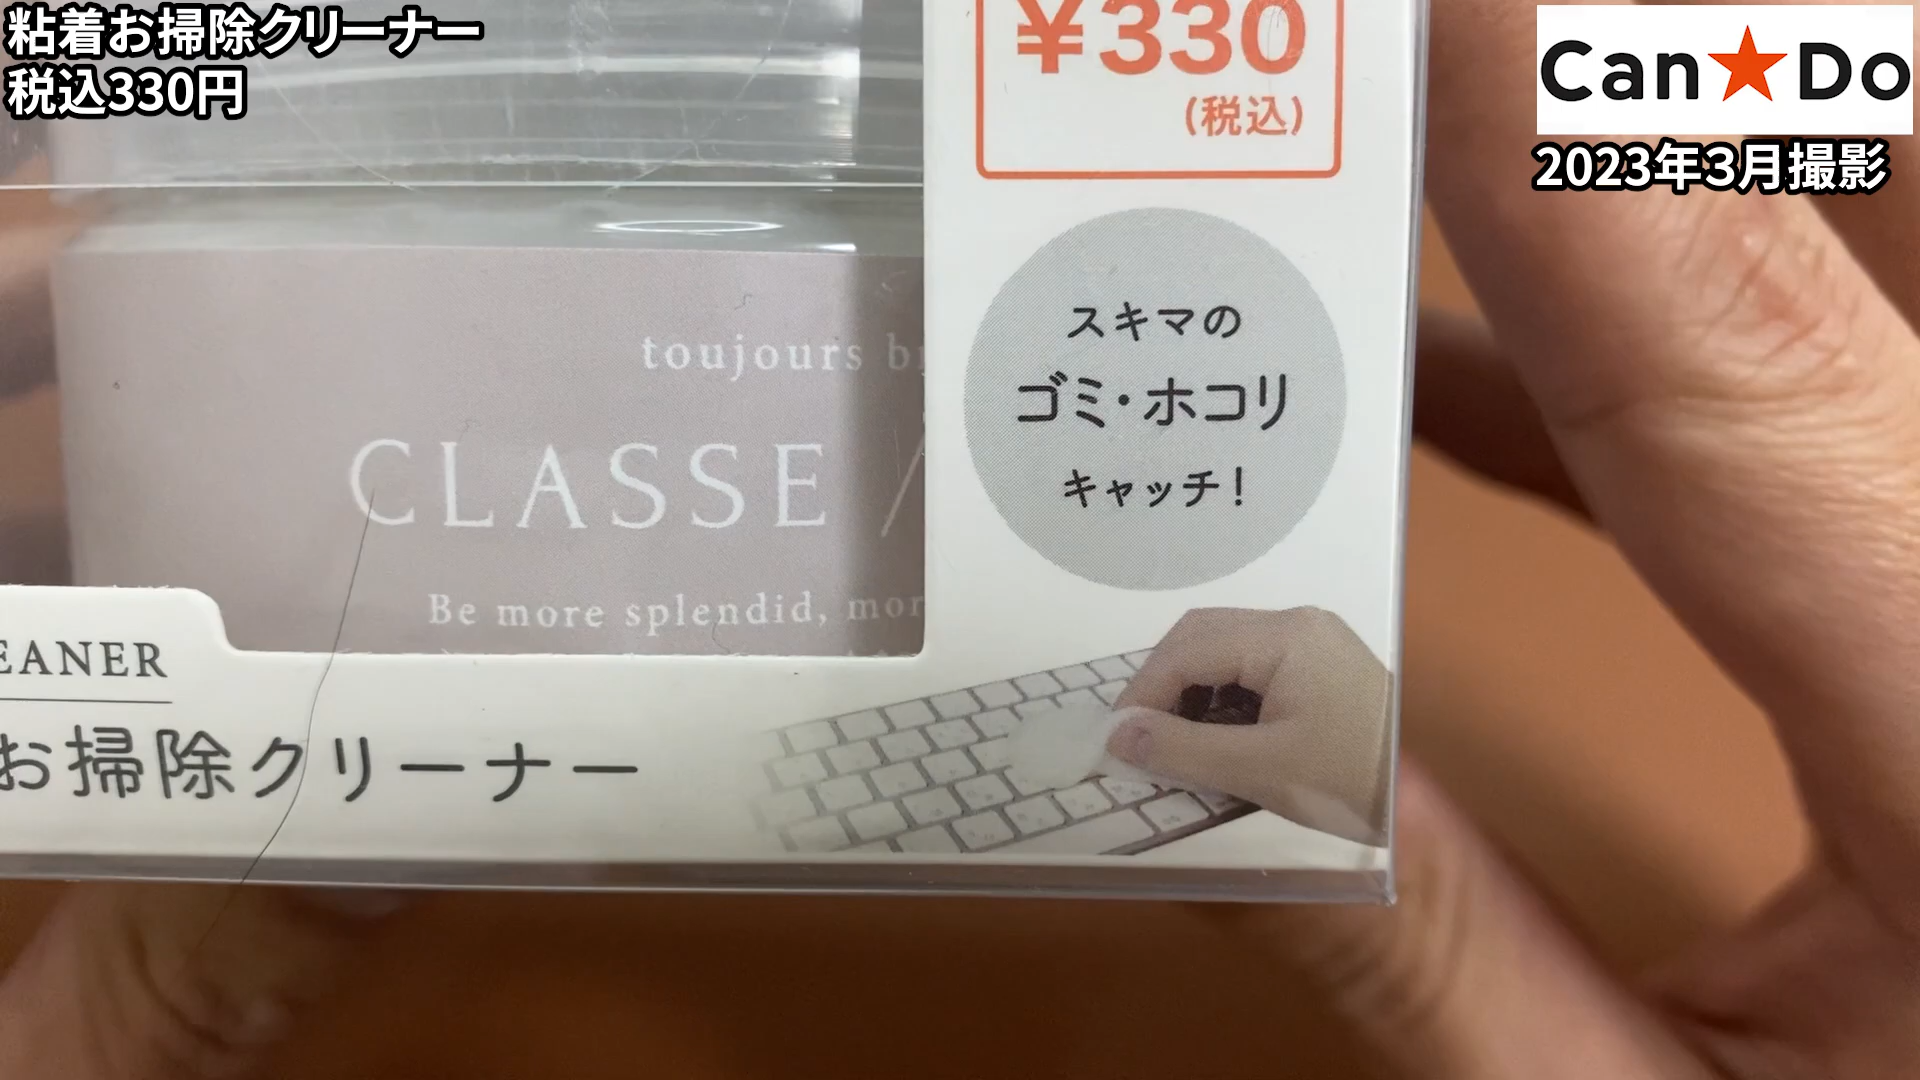 粘着お掃除クリーナー
税込330円
Can★Do
2023年3月撮影
¥330
(税込)
スキマの
ゴミ・ホコリ
キャッチ!
toujours
CLASSE /
Be more splendid,
EANER
お掃除クリーナー